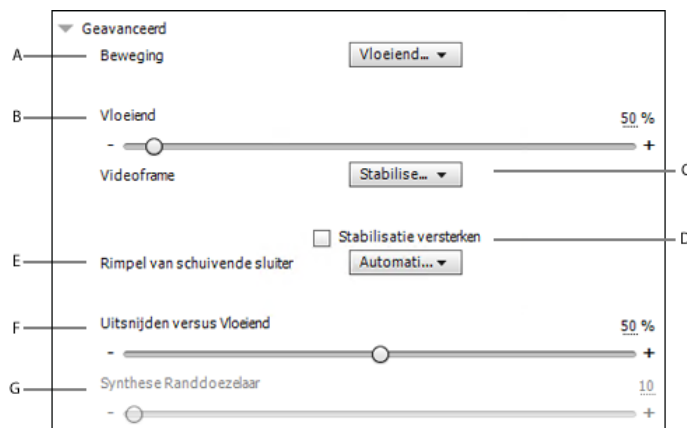 Geavanceerd
A Beweging Vloeiend...
B Vloeiend 50 %
- +
Videoframe Stabilise... C
Stabilisatie versterken D
E Rimpel van schuivende sluiter Automati...
F Uitsnijden versus Vloeiend 50 %
- +
G Synthese Randdoezelaar 10
- +